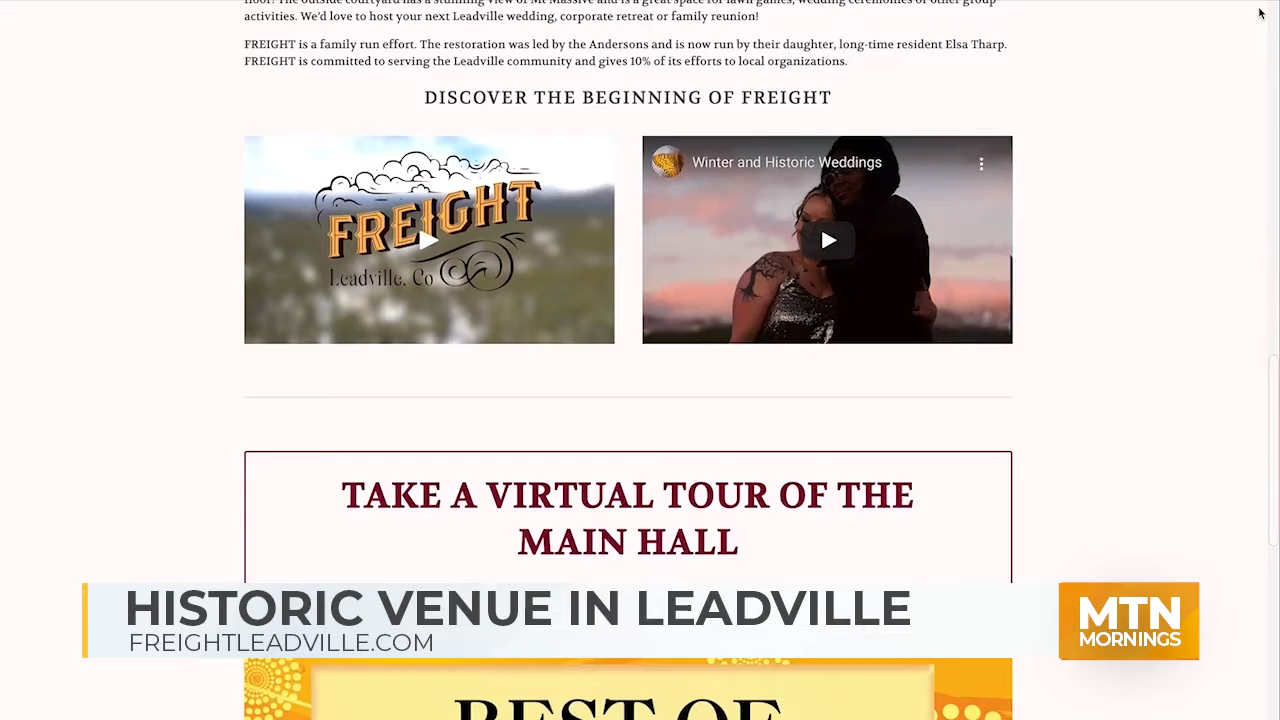 floor! The outside courtyard has a stunning view of Mt Massive and is a great space for lawn games, wedding ceremonies or other group
activities. We'd love to host your next Leadville wedding, corporate retreat or family reunion!
FREIGHT is a family run effort. The restoration was led by the Andersons and is now run by their daughter, long-time resident Elsa Tharp.
FREIGHT is committed to serving the Leadville community and gives 10% of its efforts to local organizations.
DISCOVER THE BEGINNING OF FREIGHT
FREIGHT
Leadville, Co
Winter and Historic Weddings
TAKE A VIRTUAL TOUR OF THE
MAIN HALL
HISTORIC VENUE IN LEADVILLE
FREIGHTLEADVILLE.COM
MTN
MORNINGS
BEST OF